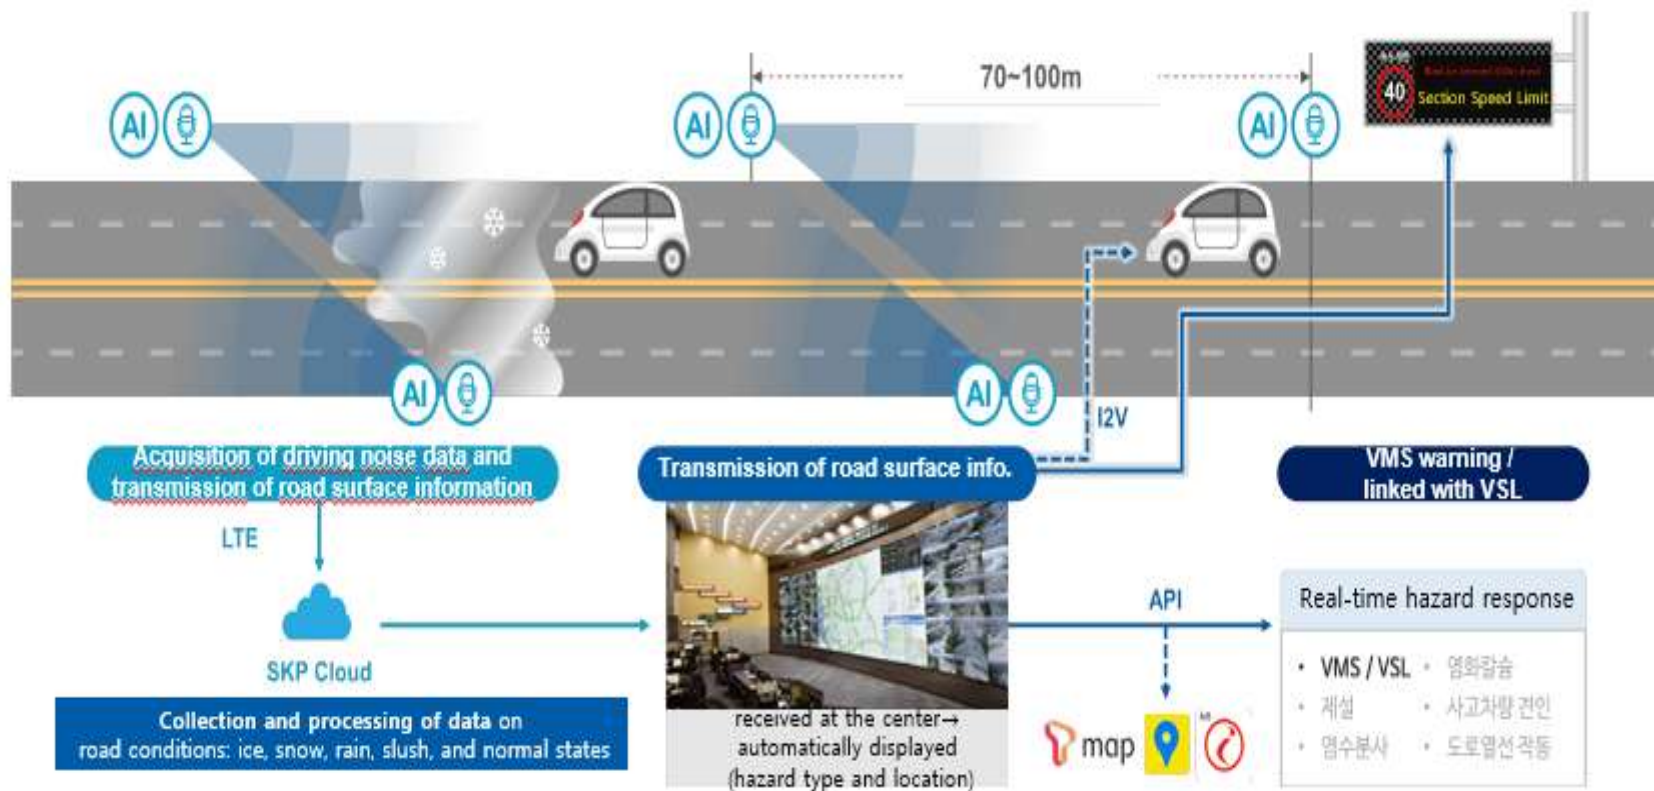 70~100m
AI
AI
AI
40
Section Speed Limit
AI
AI
I2V
Acquisition of driving noise data and
transmission of road surface information
Transmission of road surface info.
VMS warning /
linked with VSL
LTE
SKP Cloud
API
Real-time hazard response
• VMS / VSL
• 염화칼슘
• 제설
• 사고차량 견인
• 염수분사
• 도로열선 작동
Collection and processing of data on
road conditions: ice, snow, rain, slush, and normal states
received at the center→
automatically displayed
(hazard type and location)
map